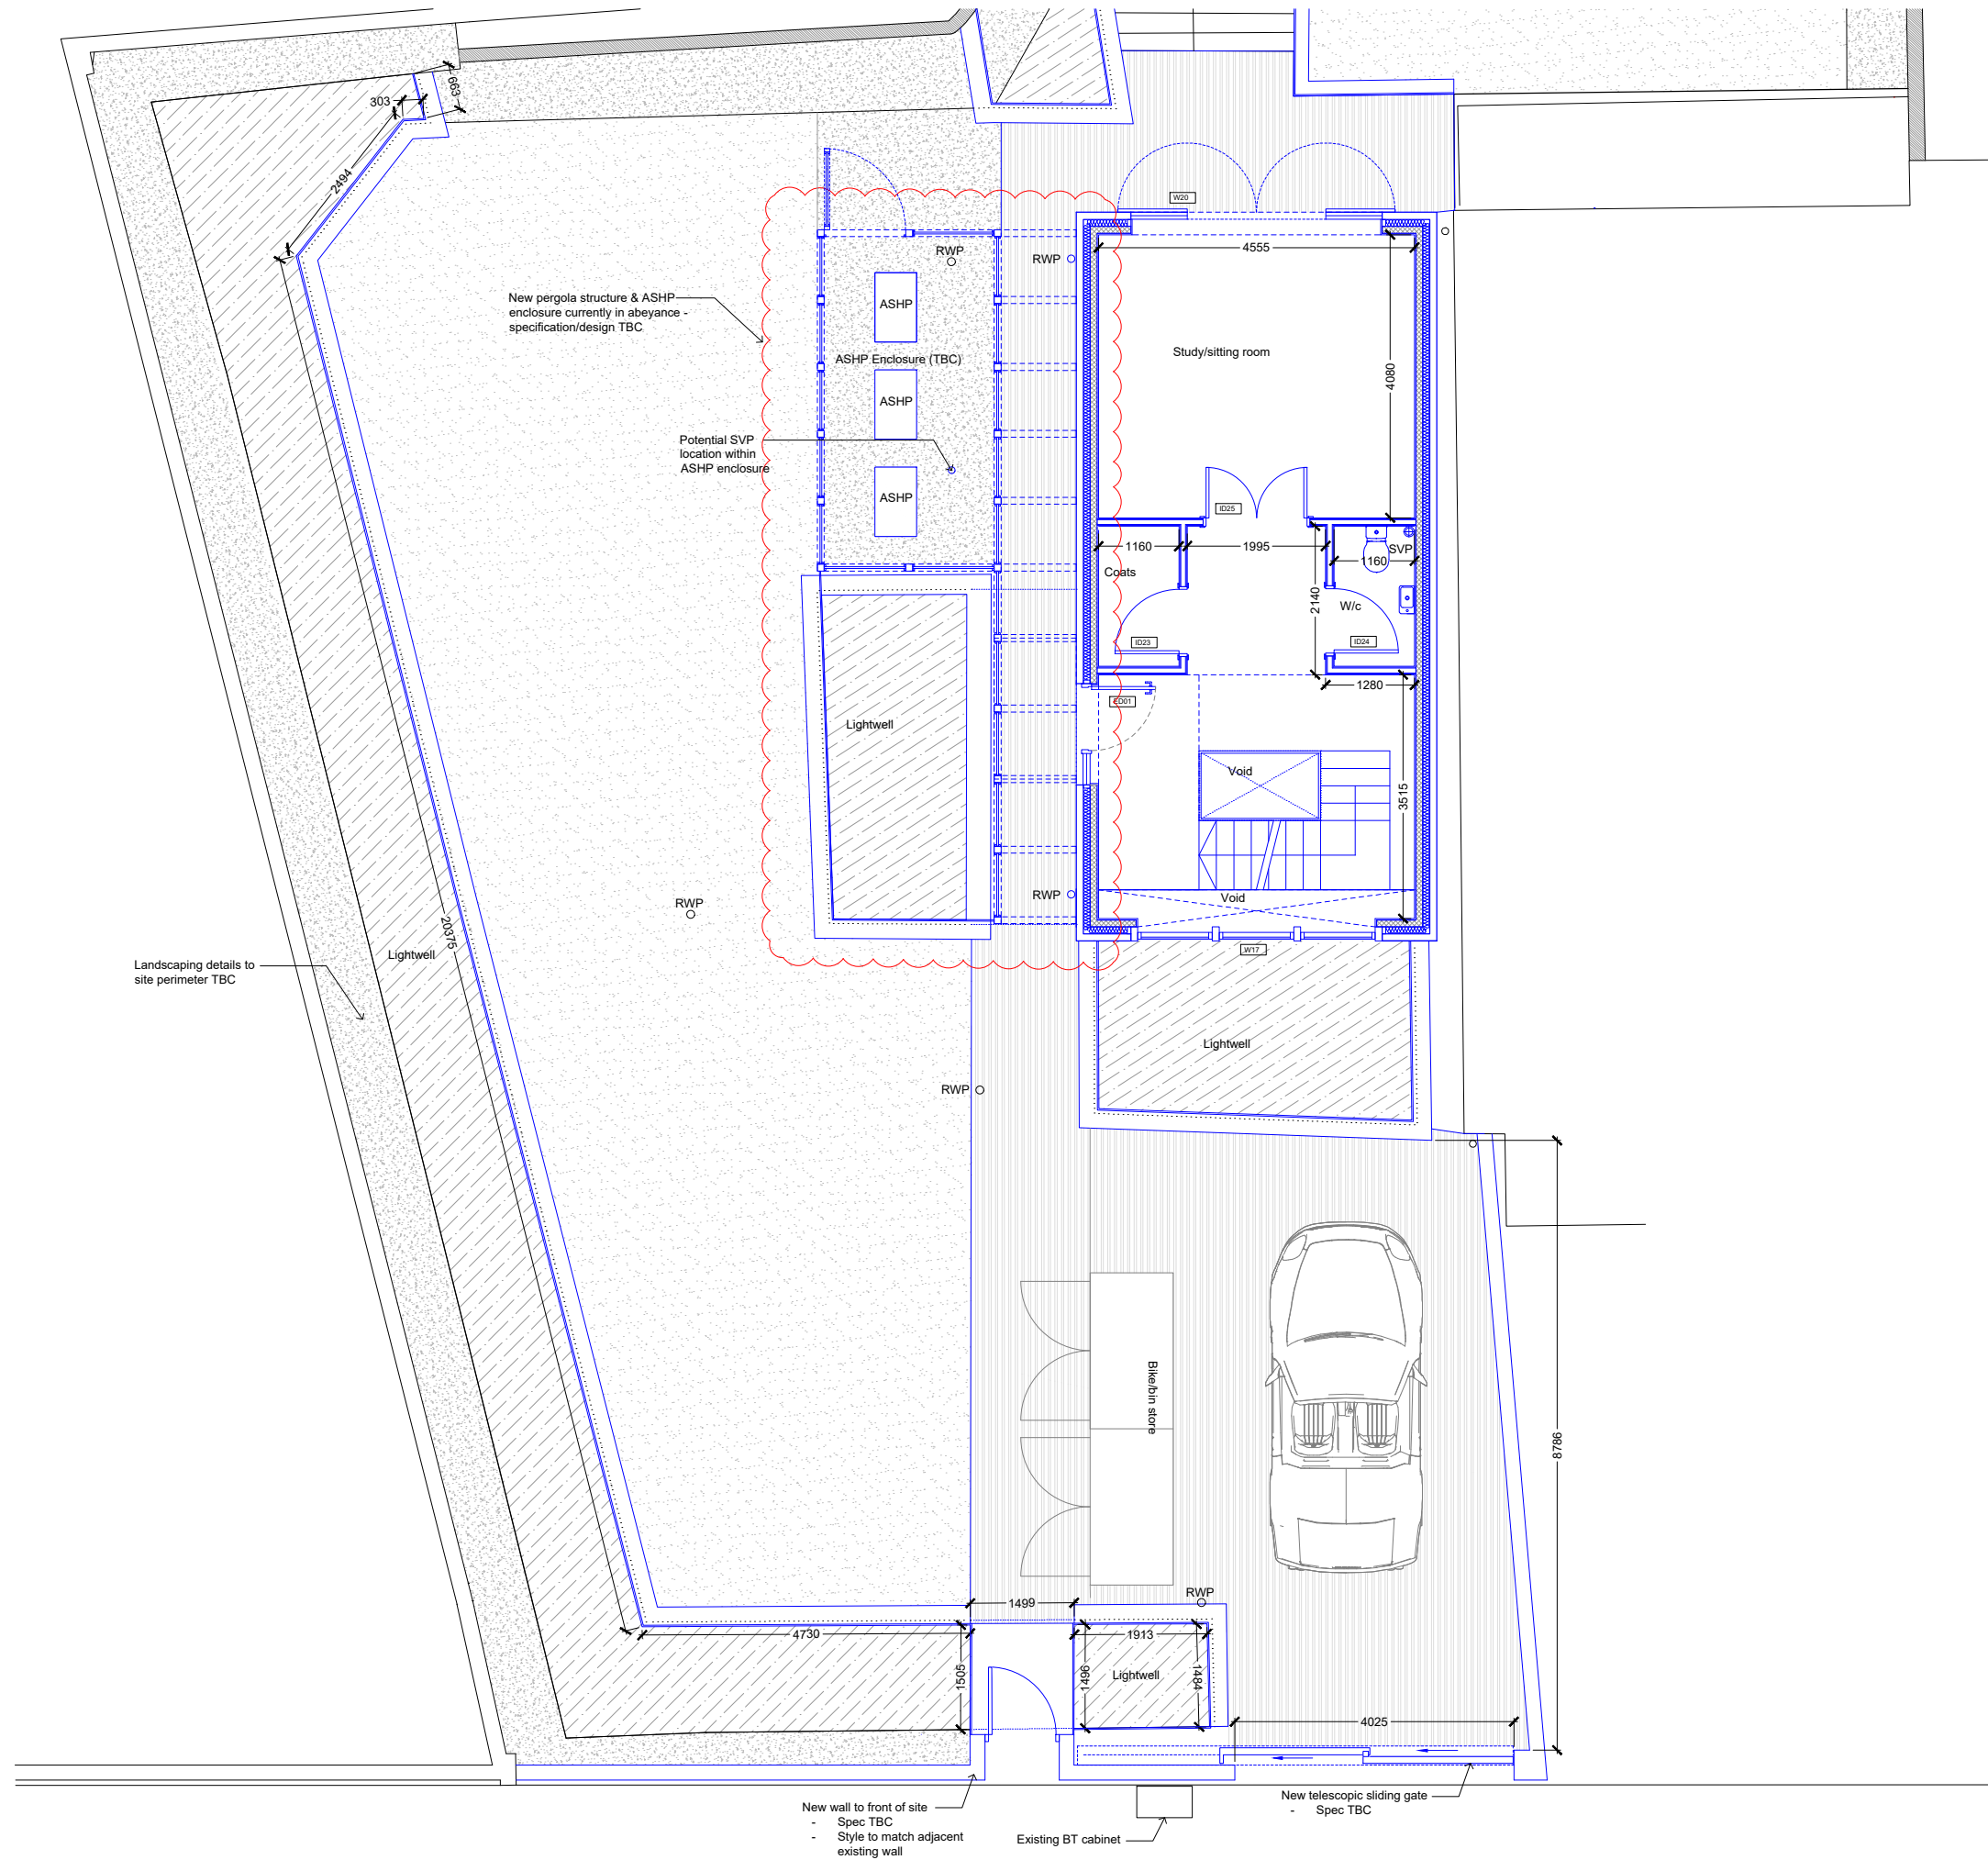 663
303
2494
W20
4555
RWP
RWP
New pergola structure & ASHP
enclosure currently in abeyance -
specification/design TBC
ASHP
ASHP Enclosure (TBC)
Study/sitting room
4080
ASHP
Potential SVP
location within
ASHP enclosure
ASHP
ID25
1160
1995
SVP
1160
Coats
2140
W/c
ID23
ID24
1280
ED01
Lightwell
Void
3515
RWP
Void
RWP
20375
Lightwell
W17
Landscaping details to
site perimeter TBC
Lightwell
RWP
Bike/bin store
8786
RWP
1499
4730
1913
1505
1496
Lightwell
1484
4025
New wall to front of site
- Spec TBC
- Style to match adjacent
existing wall
Existing BT cabinet
New telescopic sliding gate
- Spec TBC